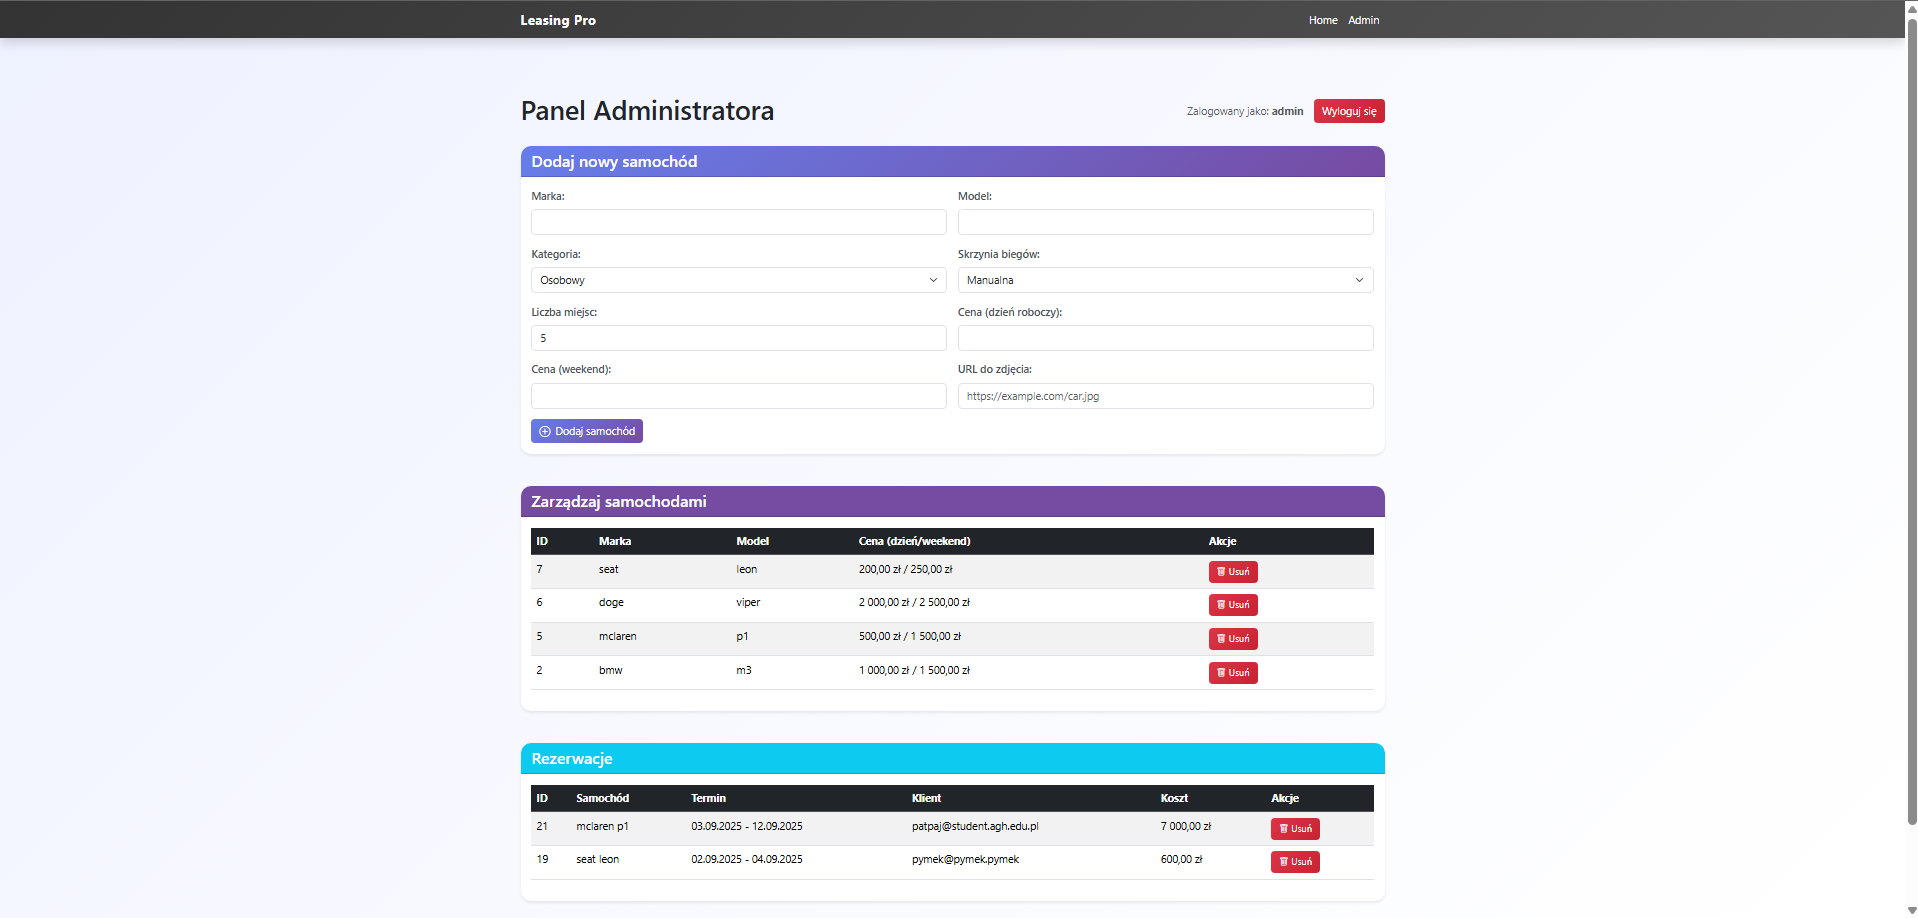 Leasing Pro Home Admin
Panel Administratora Zalogowany jako: admin Wyloguj się
Dodaj nowy samochód
Marka: Model:
Kategoria: Skrzynia biegów:
Osobowy Manualna
Liczba miejsc: Cena (dzień roboczy):
5
Cena (weekend): URL do zdjęcia:
https://example.com/car.jpg
Dodaj samochód
Zarządzaj samochodami
ID Marka Model Cena (dzień/weekend) Akcje
7 seat leon 200,00 zł / 250,00 zł Usuń
6 doge viper 2 000,00 zł / 2 500,00 zł Usuń
5 mclaren p1 500,00 zł / 1 500,00 zł Usuń
2 bmw m3 1 000,00 zł / 1 500,00 zł Usuń
Rezerwacje
ID Samochód Termin Klient Koszt Akcje
21 mclaren p1 03.09.2025 - 12.09.2025 patpaj@student.agh.edu.pl 7 000,00 zł Usuń
19 seat leon 02.09.2025 - 04.09.2025 pymek@pymek.pymek 600,00 zł Usuń